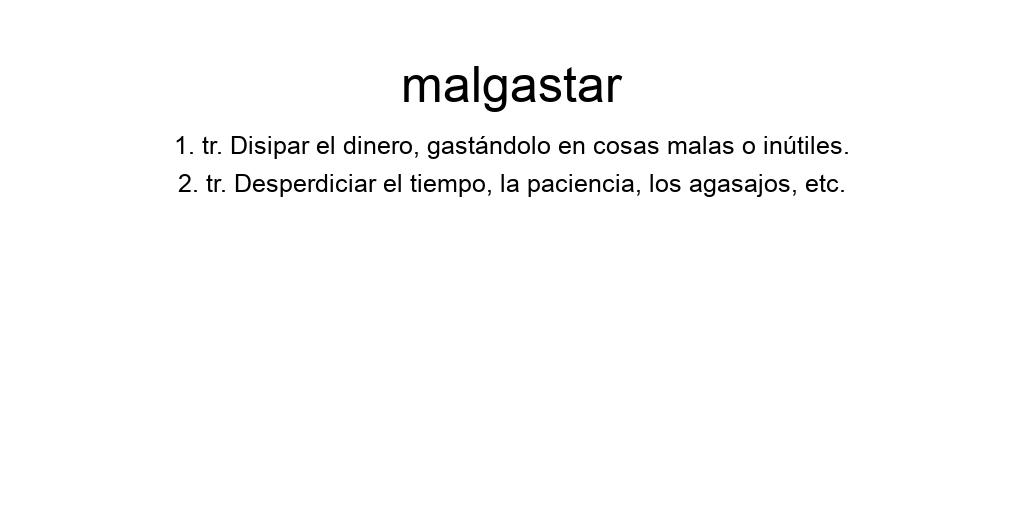 malgastar
1. tr. Disipar el dinero, gastándolo en cosas malas o inútiles.
2. tr. Desperdiciar el tiempo, la paciencia, los agasajos, etc.